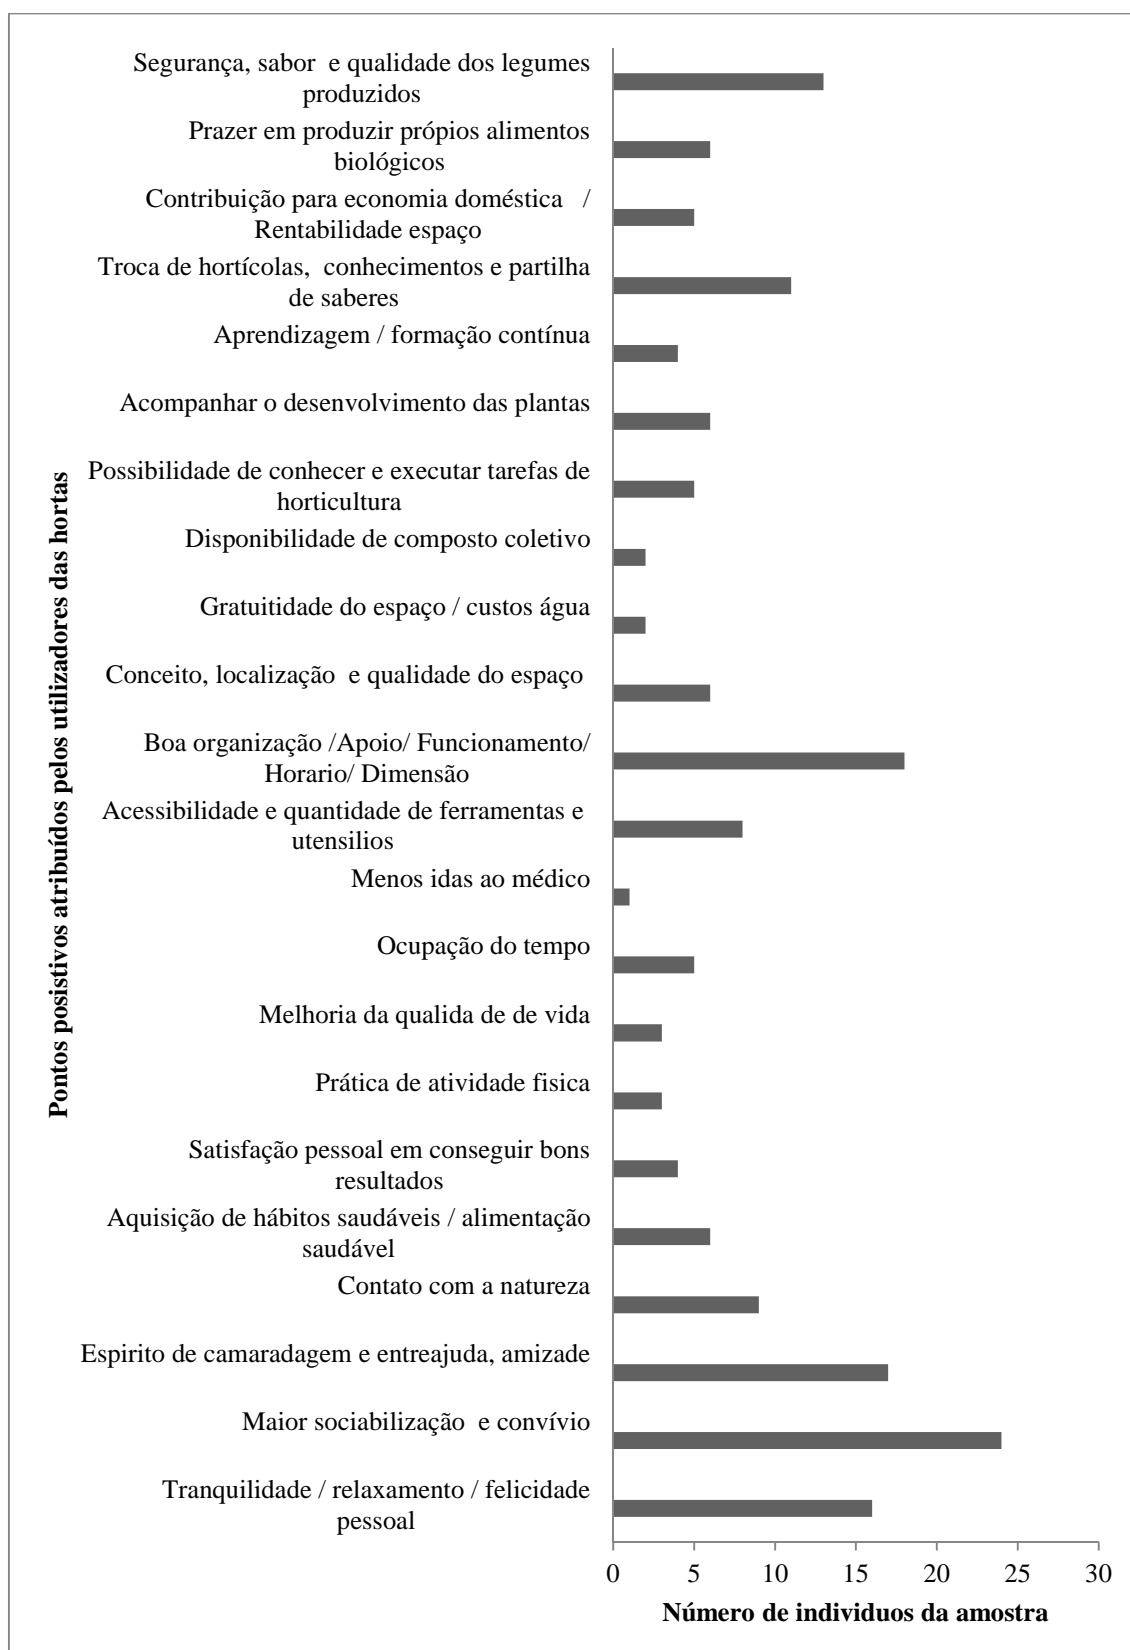 Segurança, sabor e qualidade dos legumes
produzidos
Prazer em produzir própios alimentos
biológicos
Contribuição para economia doméstica /
Rentabilidade espaço
Troca de hortícolas, conhecimentos e partilha
de saberes
Aprendizagem / formação contínua
Acompanhar o desenvolvimento das plantas
Possibilidade de conhecer e executar tarefas de
horticultura
Disponibilidade de composto coletivo
Gratuitidade do espaço / custos água
Conceito, localização e qualidade do espaço
Boa organização /Apoio/ Funcionamento/
Horario/ Dimensão
Acessibilidade e quantidade de ferramentas e
utensilios
Menos idas ao médico
Ocupação do tempo
Melhoria da qualida de de vida
Prática de atividade fisica
Satisfação pessoal em conseguir bons
resultados
Aquisição de hábitos saudáveis / alimentação
saudável
Contato com a natureza
Espirito de camaradagem e entreajuda, amizade
Maior sociabilização e convívio
Tranquilidade / relaxamento / felicidade
pessoal
Pontos posistivos atribuídos pelos utilizadores das hortas
0 5 10 15 20 25 30
Número de individuos da amostra